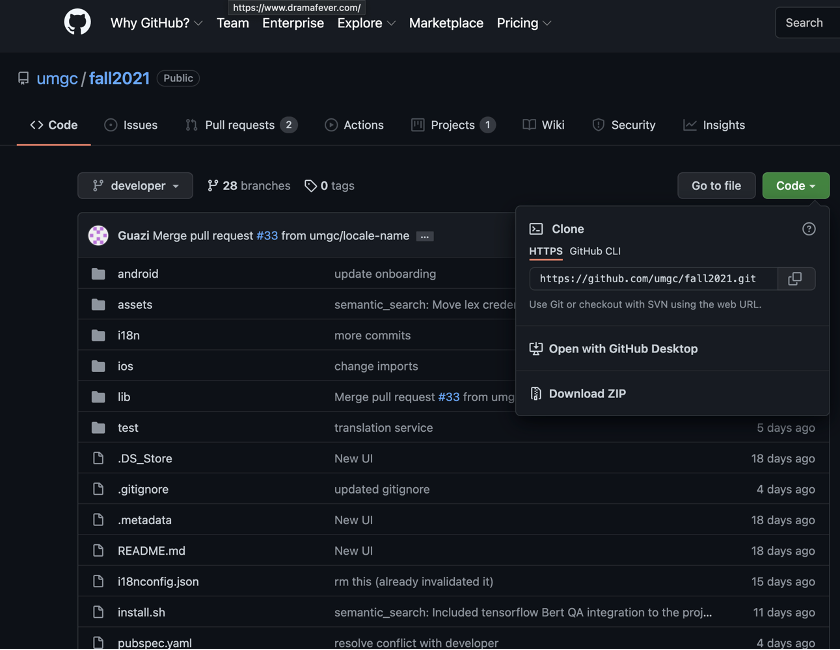 https://www.dramafever.com/
Why GitHub? Team Enterprise Explore Marketplace Pricing Search
umgc / fall2021 Public
<> Code Issues Pull requests 2 Actions Projects 1 Wiki Security Insights
developer 28 branches 0 tags Go to file Code
Guazi Merge pull request #33 from umgc/locale-name ...
Clone
HTTPS GitHub CLI
https://github.com/umgc/fall2021.git
Use Git or checkout with SVN using the web URL.
Open with GitHub Desktop
Download ZIP
android update onboarding
assets semantic_search: Move lex creder
i18n more commits
ios change imports
lib Merge pull request #33 from umg
test translation service 5 days ago
.DS_Store New UI 18 days ago
.gitignore updated gitignore 4 days ago
.metadata New UI 18 days ago
README.md New UI 18 days ago
i18nconfig.json rm this (already invalidated it) 15 days ago
install.sh semantic_search: Included tensorflow Bert QA integration to the proj... 11 days ago
pubspec.yaml resolve conflict with developer 4 days ago